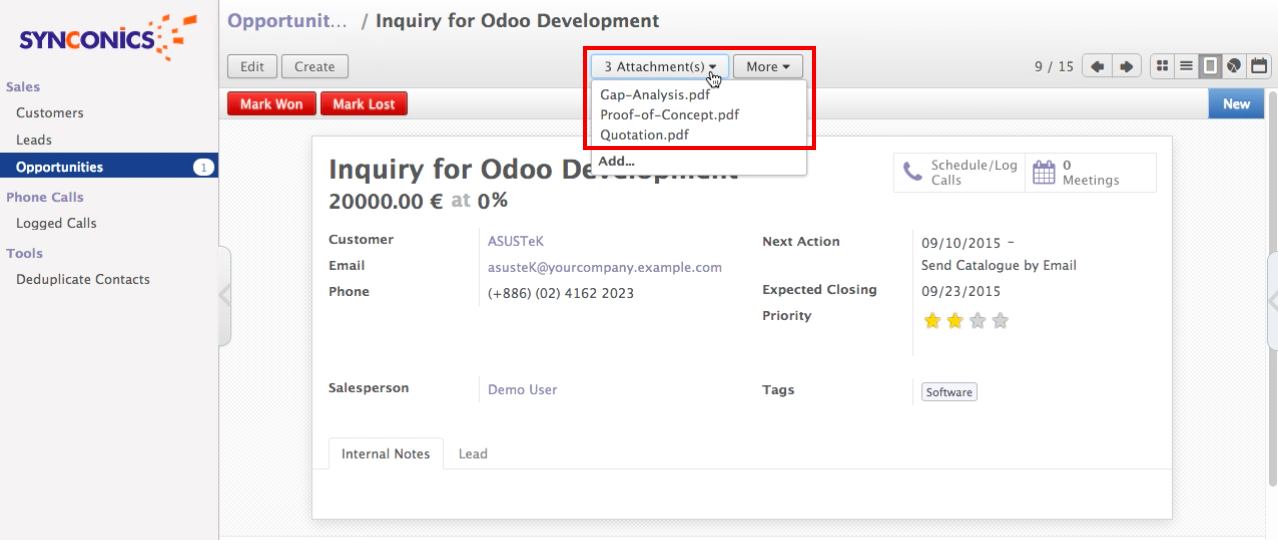 SYNCONICS
Sales
Customers
Leads
Opportunities 1
Phone Calls
Logged Calls
Tools
Deduplicate Contacts
Opportunit... / Inquiry for Odoo Development
Edit Create 3 Attachment(s) More 9 / 15
Gap-Analysis.pdf
Proof-of-Concept.pdf
Quotation.pdf
Add...
Mark Won Mark Lost New
Inquiry for Odoo Development
20000.00 € at 0%
Schedule/Log
Calls
0
Meetings
Customer ASUSTeK
Email asusteK@yourcompany.example.com
Phone (+886) (02) 4162 2023
Next Action 09/10/2015 -
Send Catalogue by Email
Expected Closing 09/23/2015
Priority
Salesperson Demo User
Tags Software
Internal Notes Lead